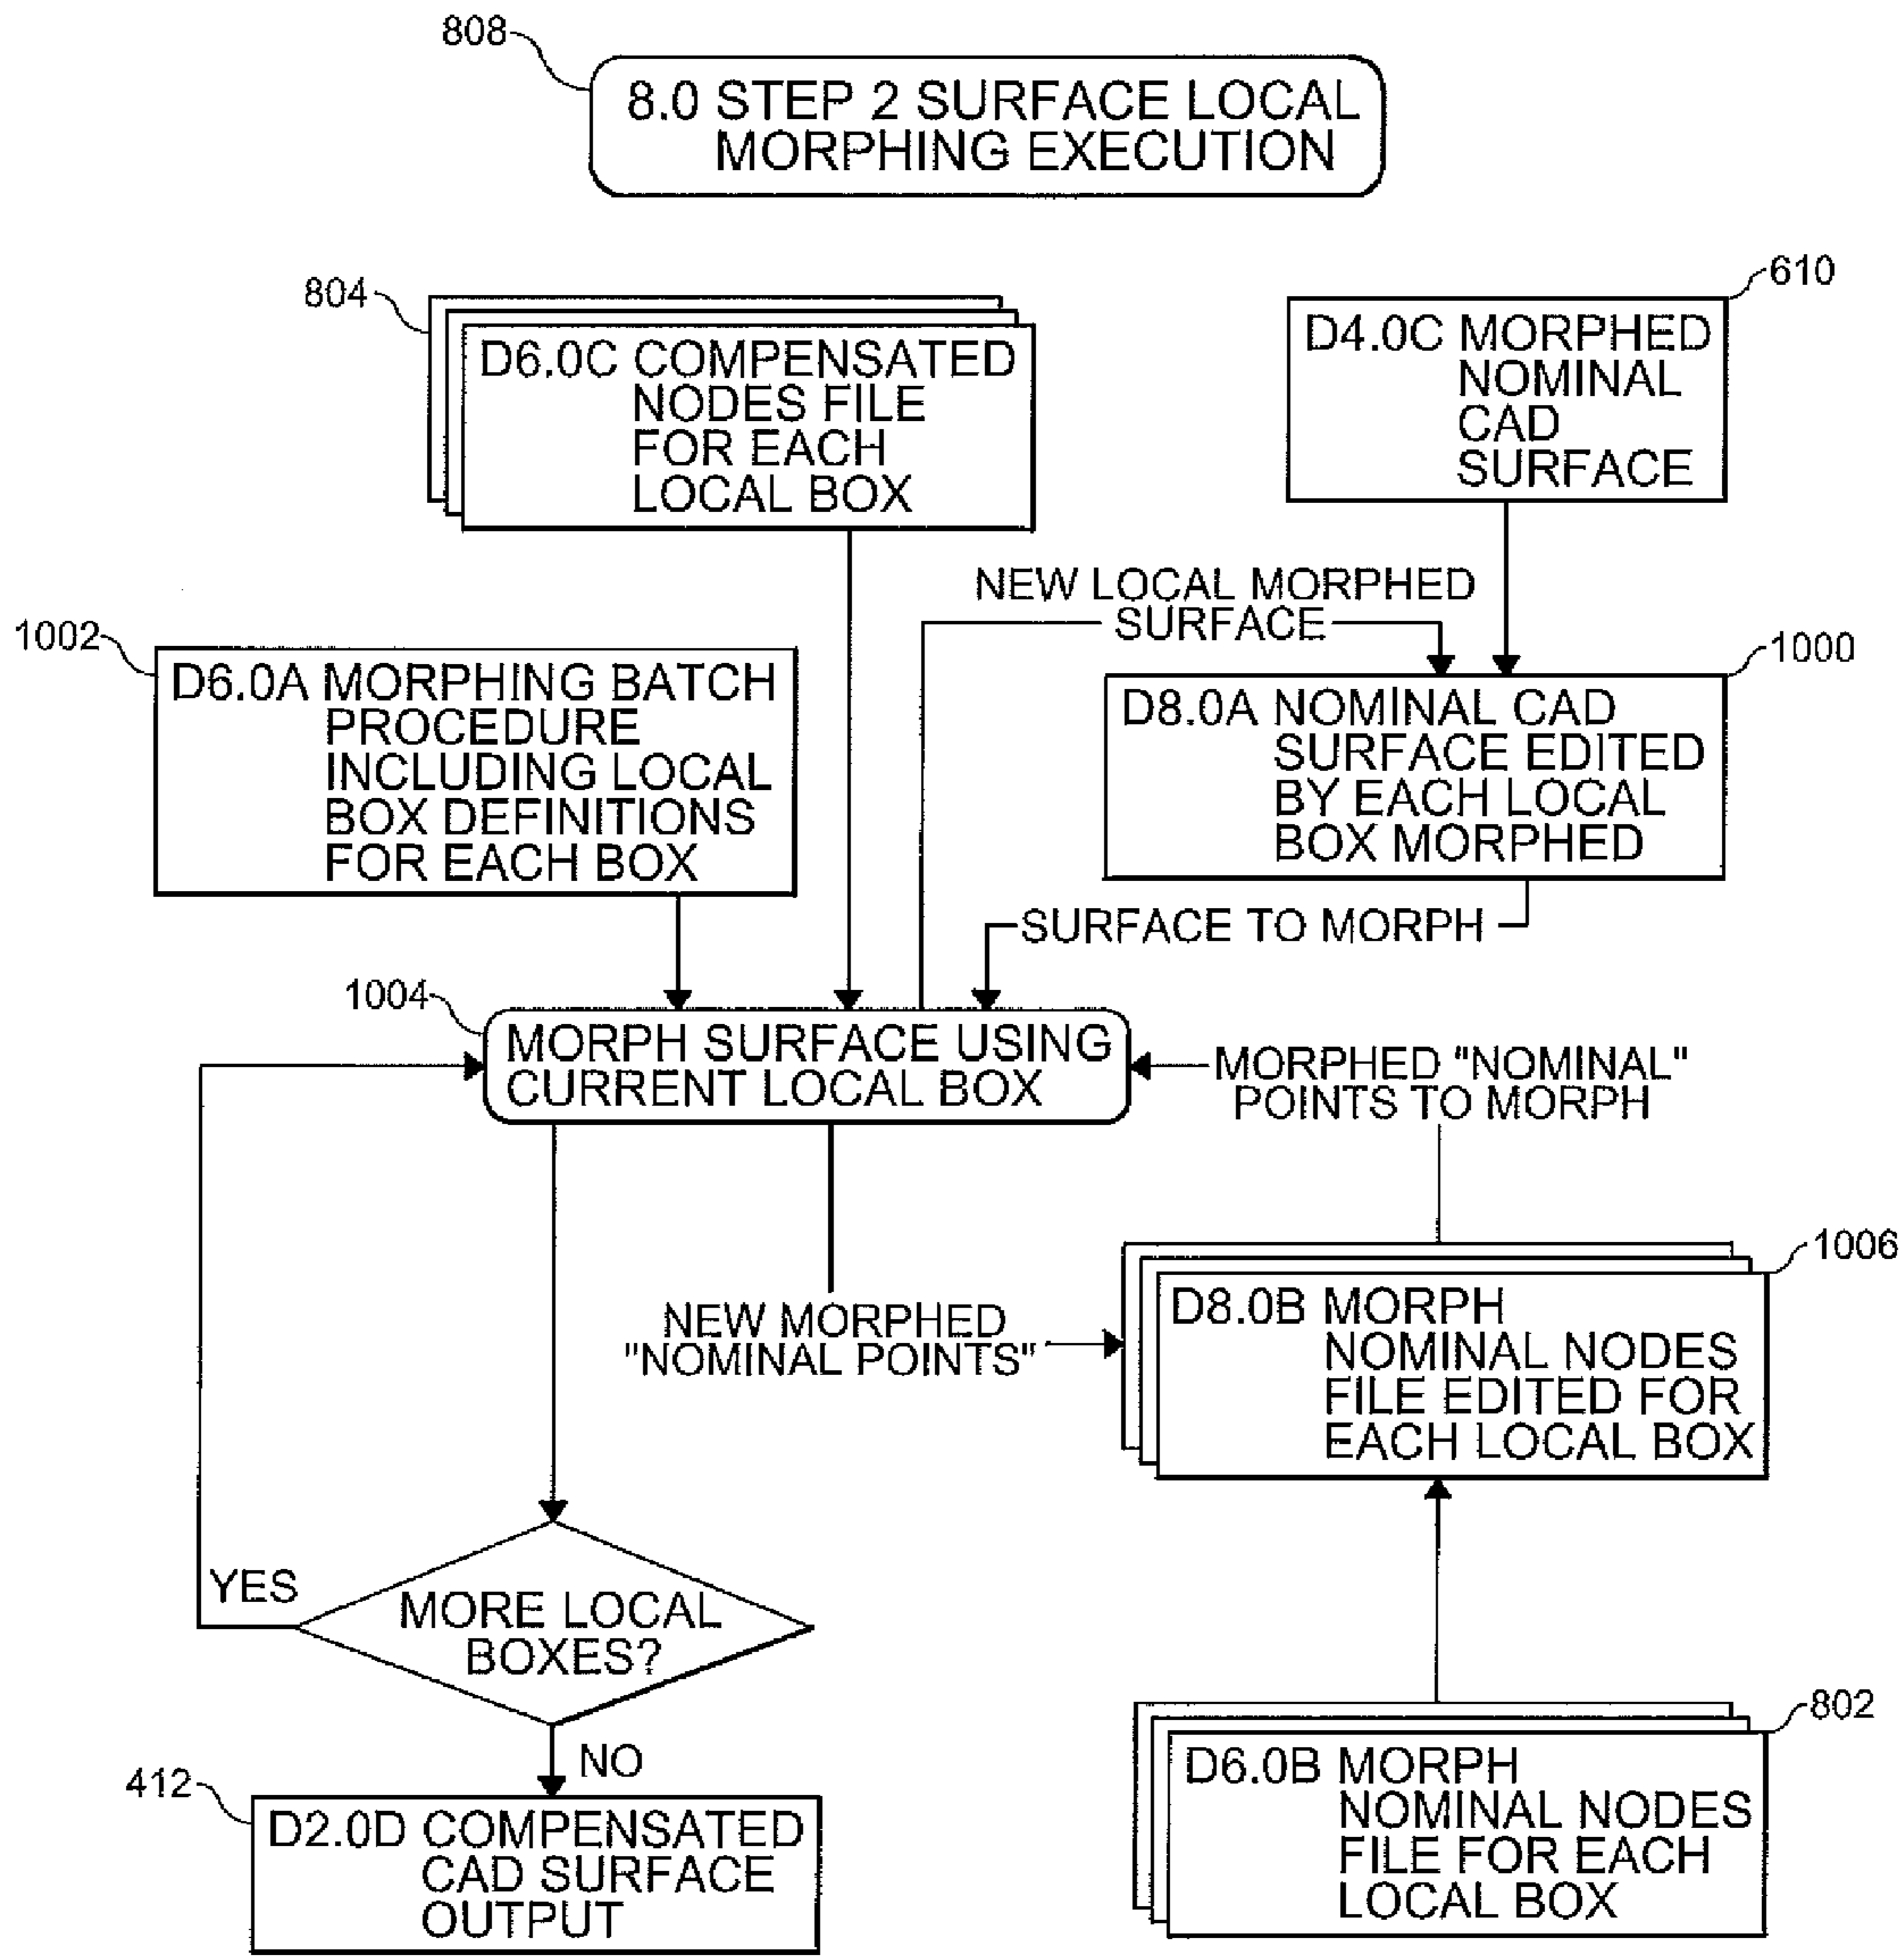 808
8.0 STEP 2 SURFACE LOCAL
MORPHING EXECUTION
804
D6.0C COMPENSATED
NODES FILE
FOR EACH
LOCAL BOX
610
D4.0C MORPHED
NOMINAL
CAD
SURFACE
NEW LOCAL MORPHED
SURFACE
1002
D6.0A MORPHING BATCH
PROCEDURE
INCLUDING LOCAL
BOX DEFINITIONS
FOR EACH BOX
1000
D8.0A NOMINAL CAD
SURFACE EDITED
BY EACH LOCAL
BOX MORPHED
SURFACE TO MORPH
1004
MORPH SURFACE USING
CURRENT LOCAL BOX
MORPHED "NOMINAL"
POINTS TO MORPH
1006
D8.0B MORPH
NOMINAL NODES
FILE EDITED FOR
EACH LOCAL BOX
NEW MORPHED
"NOMINAL POINTS"
YES
MORE LOCAL
BOXES?
NO
412
D2.0D COMPENSATED
CAD SURFACE
OUTPUT
802
D6.0B MORPH
NOMINAL NODES
FILE FOR EACH
LOCAL BOX